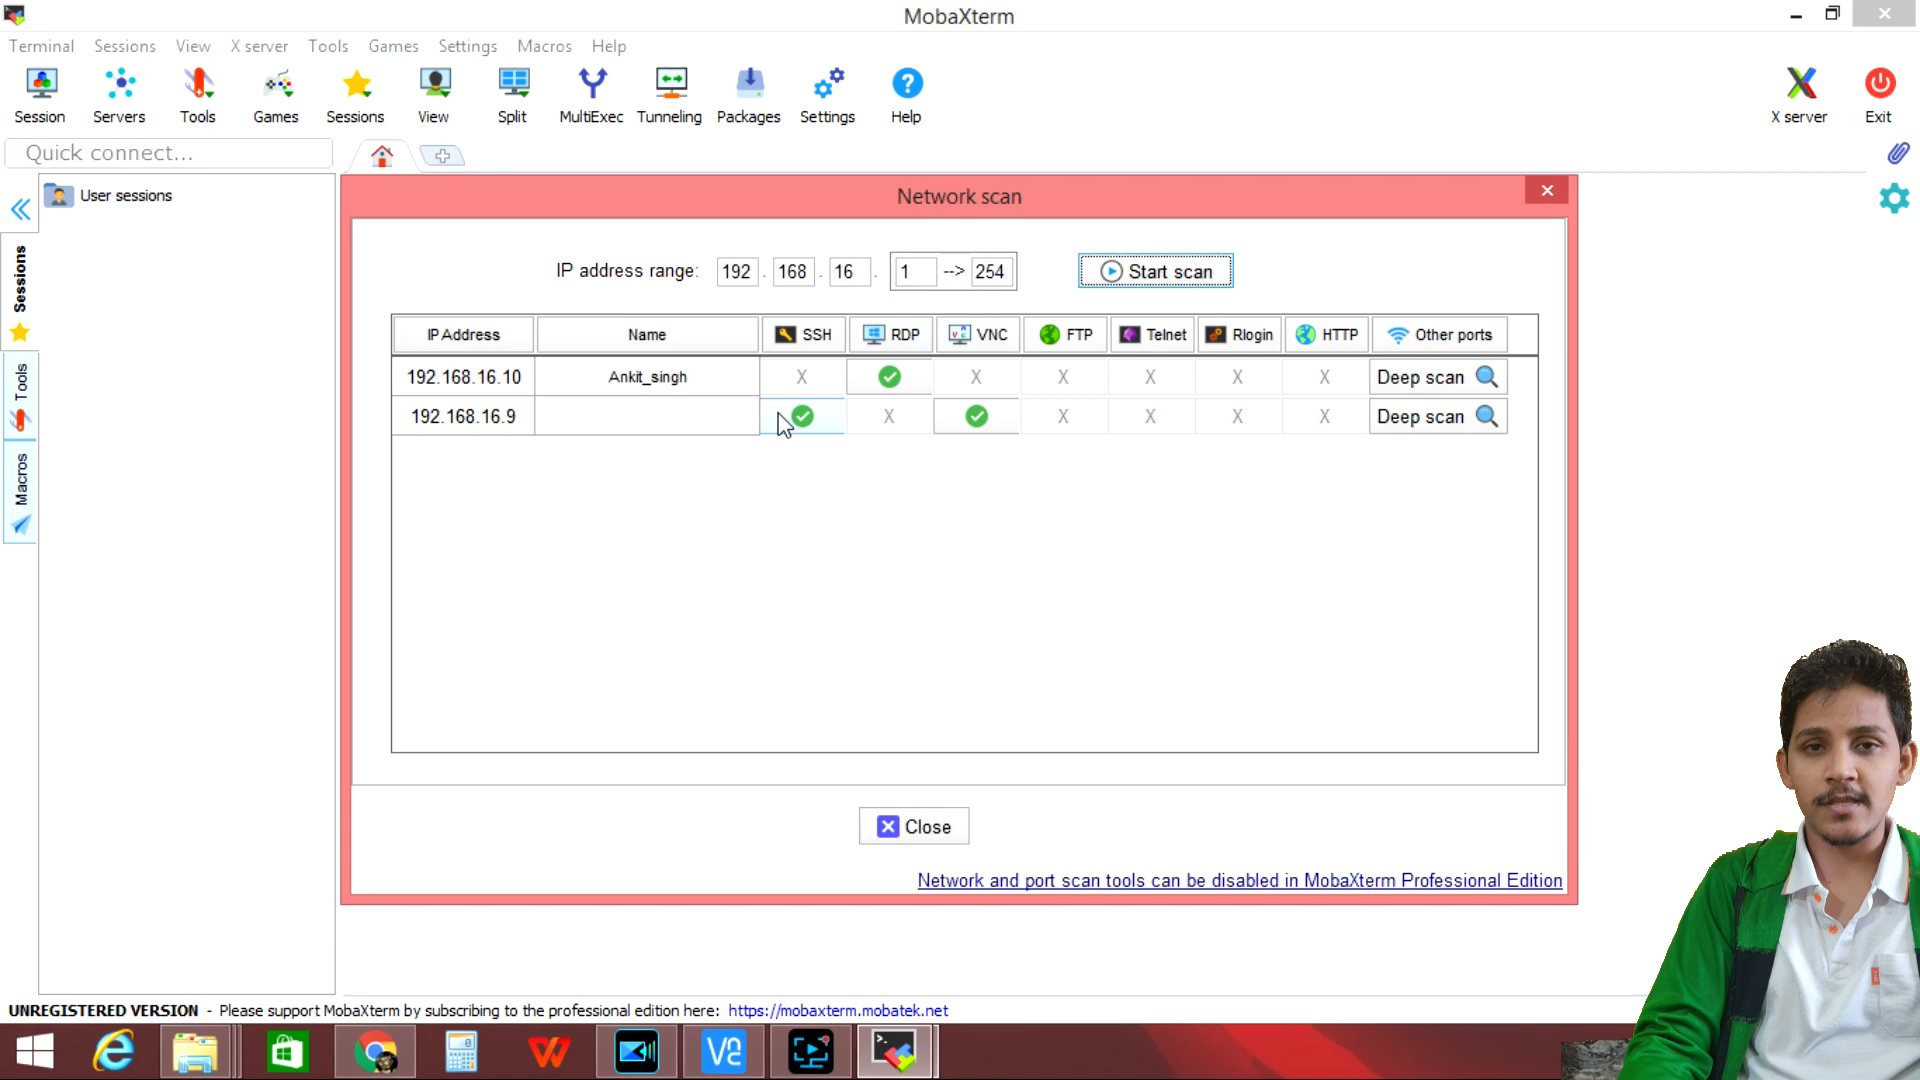 MobaXterm
Terminal Sessions View X server Tools Games Settings Macros Help
Session Servers Tools Games Sessions View Split MultiExec Tunneling Packages Settings Help X server Exit
Quick connect...
User sessions
Sessions
Tools
Macros
Network scan
IP address range: 192 . 168 . 16 . 1 --> 254 Start scan
IP Address Name SSH RDP VNC FTP Telnet Rlogin HTTP Other ports
192.168.16.10 Ankit_singh X X X X X X Deep scan
192.168.16.9 X X X X X Deep scan
Close
Network and port scan tools can be disabled in MobaXterm Professional Edition
UNREGISTERED VERSION - Please support MobaXterm by subscribing to the professional edition here: https://mobaxterm.mobatek.net